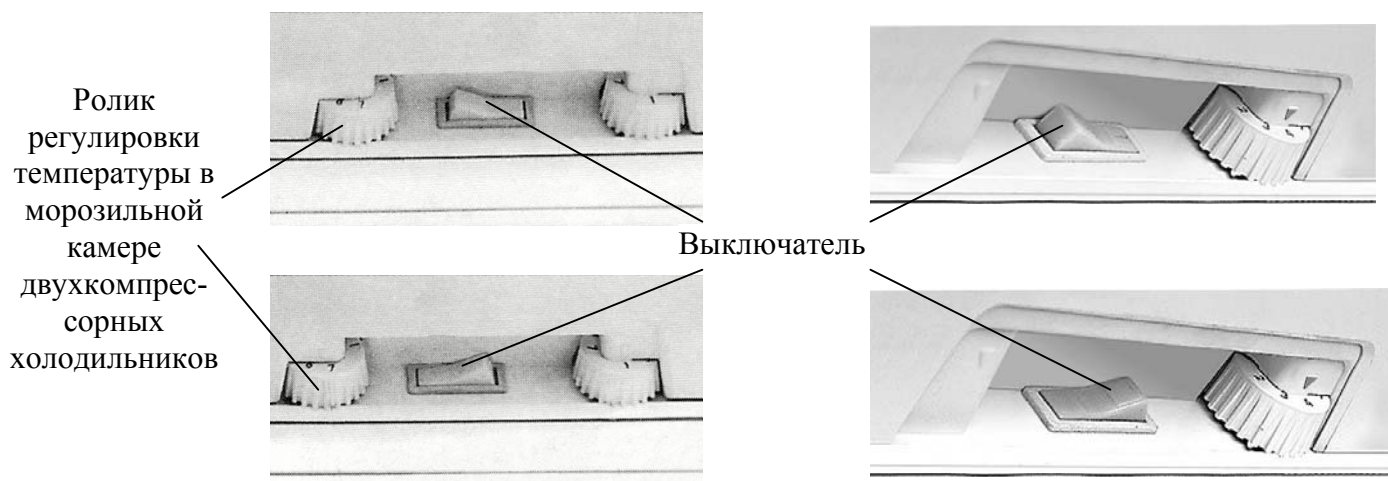 Ролик
регулировки
температуры в
морозильной
камере
двухкомпрес-
сорных
холодильников
Выключатель